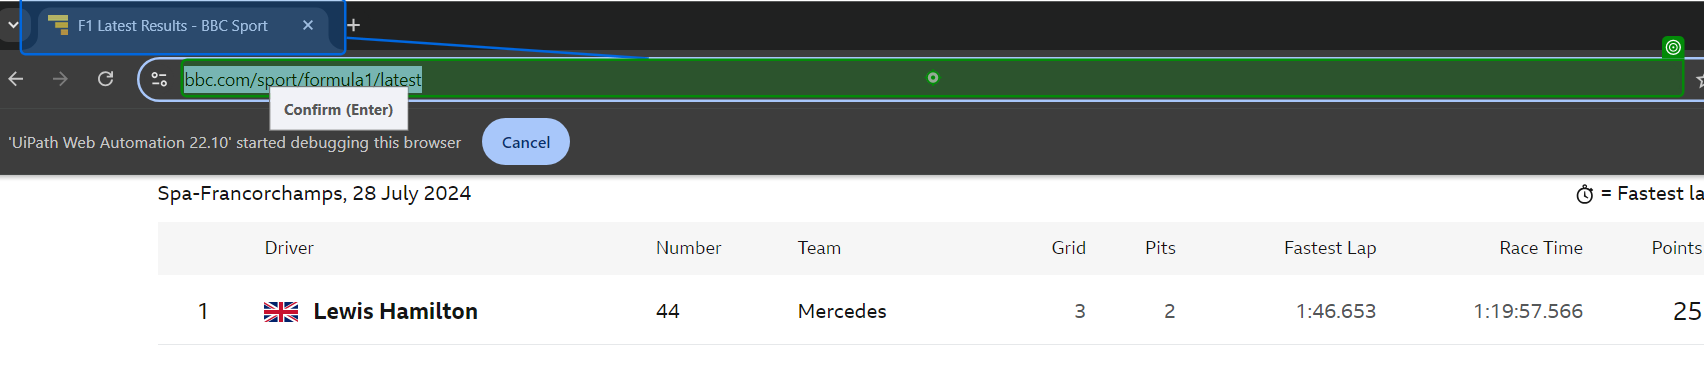 F1 Latest Results - BBC Sport
bbc.com/sport/formula1/latest
Confirm (Enter)
'UiPath Web Automation 22.10' started debugging this browser Cancel
Spa-Francorchamps, 28 July 2024 = Fastest la
Driver Number Team Grid Pits Fastest Lap Race Time Points
1 Lewis Hamilton 44 Mercedes 3 2 1:46.653 1:19:57.566 25